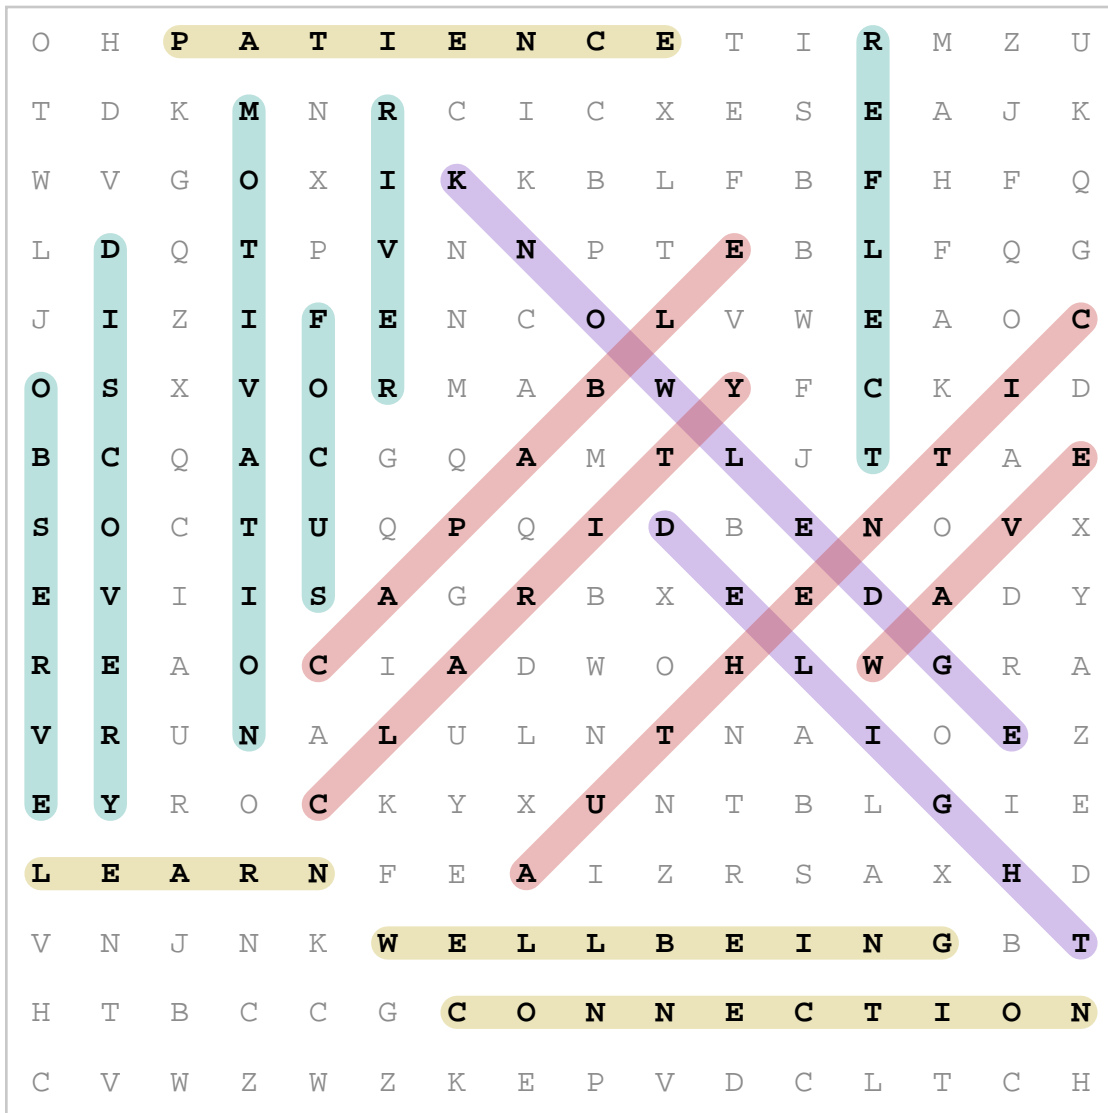 O H P A T I E N C E T I R M Z U
T D K M N R C I C X E S E A J K
W V G O X I K K B L F B F H F Q
L D Q T P V N N P T E B L F Q G
J I Z I F E N C O L V W E A O C
O S X V O R M A B W Y F C K I D
B C Q A C G Q A M T L J T T A E
S O C T U Q P Q I D B E N O V X
E V I I S A G R B X E E D A D Y
R E A O C I A D W O H L W G R A
V R U N A L U L N T N A I O E Z
E Y R O C K Y X U N T B L G I E
L E A R N F E A I Z R S A X H D
V N J N K W E L L B E I N G B T
H T B C C G C O N N E C T I O N
C V W Z W Z K E P V D C L T C H